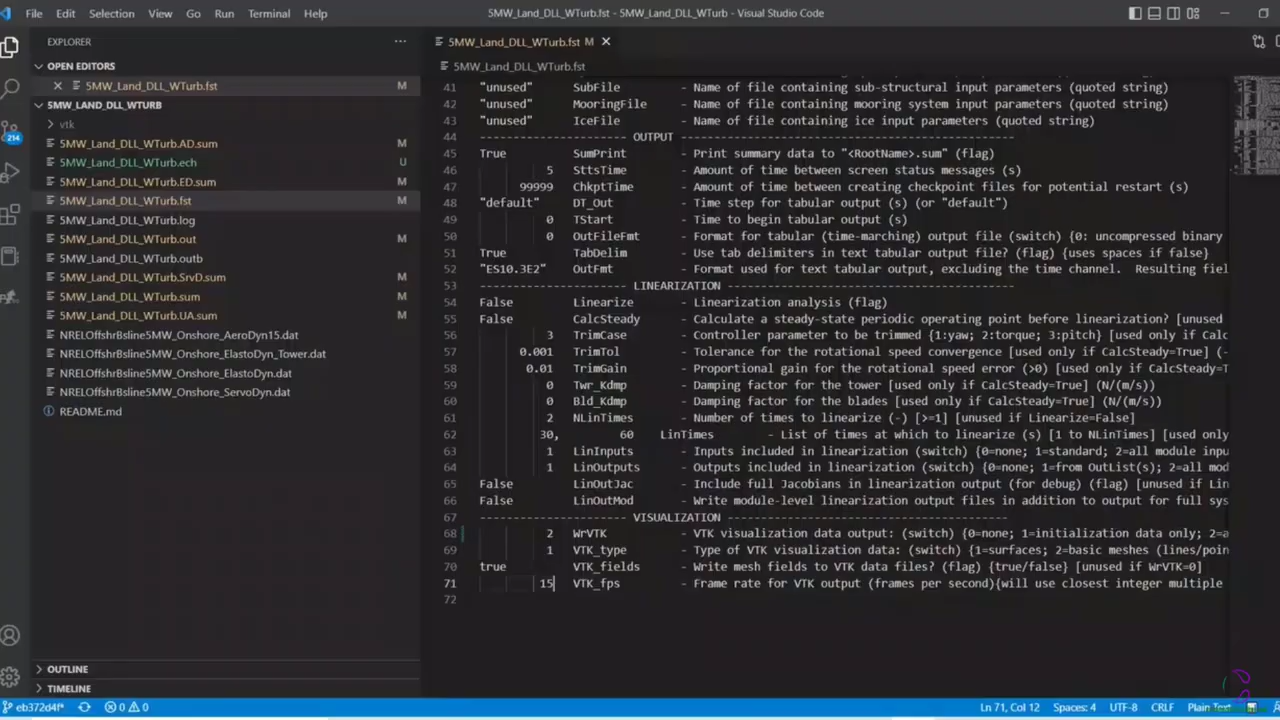 File Edit Selection View Go Run Terminal Help
5MW_Land_DLL_WTurb.fst - 5MW_Land_DLL_WTurb - Visual Studio Code
EXPLORER
OPEN EDITORS
5MW_Land_DLL_WTurb.fst M
5MW_LAND_DLL_WTURB
vtk
5MW_Land_DLL_WTurb.AD.sum M
5MW_Land_DLL_WTurb.ech U
5MW_Land_DLL_WTurb.ED.sum M
5MW_Land_DLL_WTurb.fst M
5MW_Land_DLL_WTurb.log
5MW_Land_DLL_WTurb.out M
5MW_Land_DLL_WTurb.outb
5MW_Land_DLL_WTurb.SrvD.sum M
5MW_Land_DLL_WTurb.sum M
5MW_Land_DLL_WTurb.UA.sum M
NRELOffshrBsline5MW_Onshore_AeroDyn15.dat
NRELOffshrBsline5MW_Onshore_ElastoDyn_Tower.dat
NRELOffshrBsline5MW_Onshore_ElastoDyn.dat
NRELOffshrBsline5MW_Onshore_ServoDyn.dat
README.md
OUTLINE
TIMELINE
214
5MW_Land_DLL_WTurb.fst M
5MW_Land_DLL_WTurb.fst
41 "unused" SubFile - Name of file containing sub-structural input parameters (quoted string)
42 "unused" MooringFile - Name of file containing mooring system input parameters (quoted string)
43 "unused" IceFile - Name of file containing ice input parameters (quoted string)
44 ---------------------- OUTPUT --------------------------------------------------
45 True SumPrint - Print summary data to "<RootName>.sum" (flag)
46 5 SttsTime - Amount of time between screen status messages (s)
47 99999 ChkptTime - Amount of time between creating checkpoint files for potential restart (s)
48 "default" DT_Out - Time step for tabular output (s) (or "default")
49 0 TStart - Time to begin tabular output (s)
50 0 OutFileFmt - Format for tabular (time-marching) output file (switch) {0: uncompressed binary
51 True TabDelim - Use tab delimiters in text tabular output file? (flag) {uses spaces if false}
52 "ES10.3E2" OutFmt - Format used for text tabular output, excluding the time channel. Resulting fiel
53 ---------------------- LINEARIZATION -------------------------------------------
54 False Linearize - Linearization analysis (flag)
55 False CalcSteady - Calculate a steady-state periodic operating point before linearization? [unused
56 3 TrimCase - Controller parameter to be trimmed {1:yaw; 2:torque; 3:pitch} [used only if Calc
57 0.001 TrimTol - Tolerance for the rotational speed convergence [used only if CalcSteady=True] (-
58 0.01 TrimGain - Proportional gain for the rotational speed error (>0) [used only if CalcSteady=T
59 0 Twr_Kdmp - Damping factor for the tower [used only if CalcSteady=True] (N/(m/s))
60 0 Bld_Kdmp - Damping factor for the blades [used only if CalcSteady=True] (N/(m/s))
61 2 NLinTimes - Number of times to linearize (-) [>=1] [unused if Linearize=False]
62 30, 60 LinTimes - List of times at which to linearize (s) [1 to NLinTimes] [used only
63 1 LinInputs - Inputs included in linearization (switch) {0=none; 1=standard; 2=all module inpu
64 1 LinOutputs - Outputs included in linearization (switch) {0=none; 1=from OutList(s); 2=all mod
65 False LinOutJac - Include full Jacobians in linearization output (for debug) (flag) [unused if Lin
66 False LinOutMod - Write module-level linearization output files in addition to output for full sys
67 ---------------------- VISUALIZATION ------------------------------------------
68 2 WrVTK - VTK visualization data output: (switch) {0=none; 1=initialization data only; 2=a
69 1 VTK_type - Type of VTK visualization data: (switch) {1=surfaces; 2=basic meshes (lines/poin
70 true VTK_fields - Write mesh fields to VTK data files? (flag) {true/false} [unused if WrVTK=0]
71 15 VTK_fps - Frame rate for VTK output (frames per second){will use closest integer multiple
72
eb372d4f* 0 0 Ln 71, Col 12 Spaces: 4 UTF-8 CRLF Plain Text